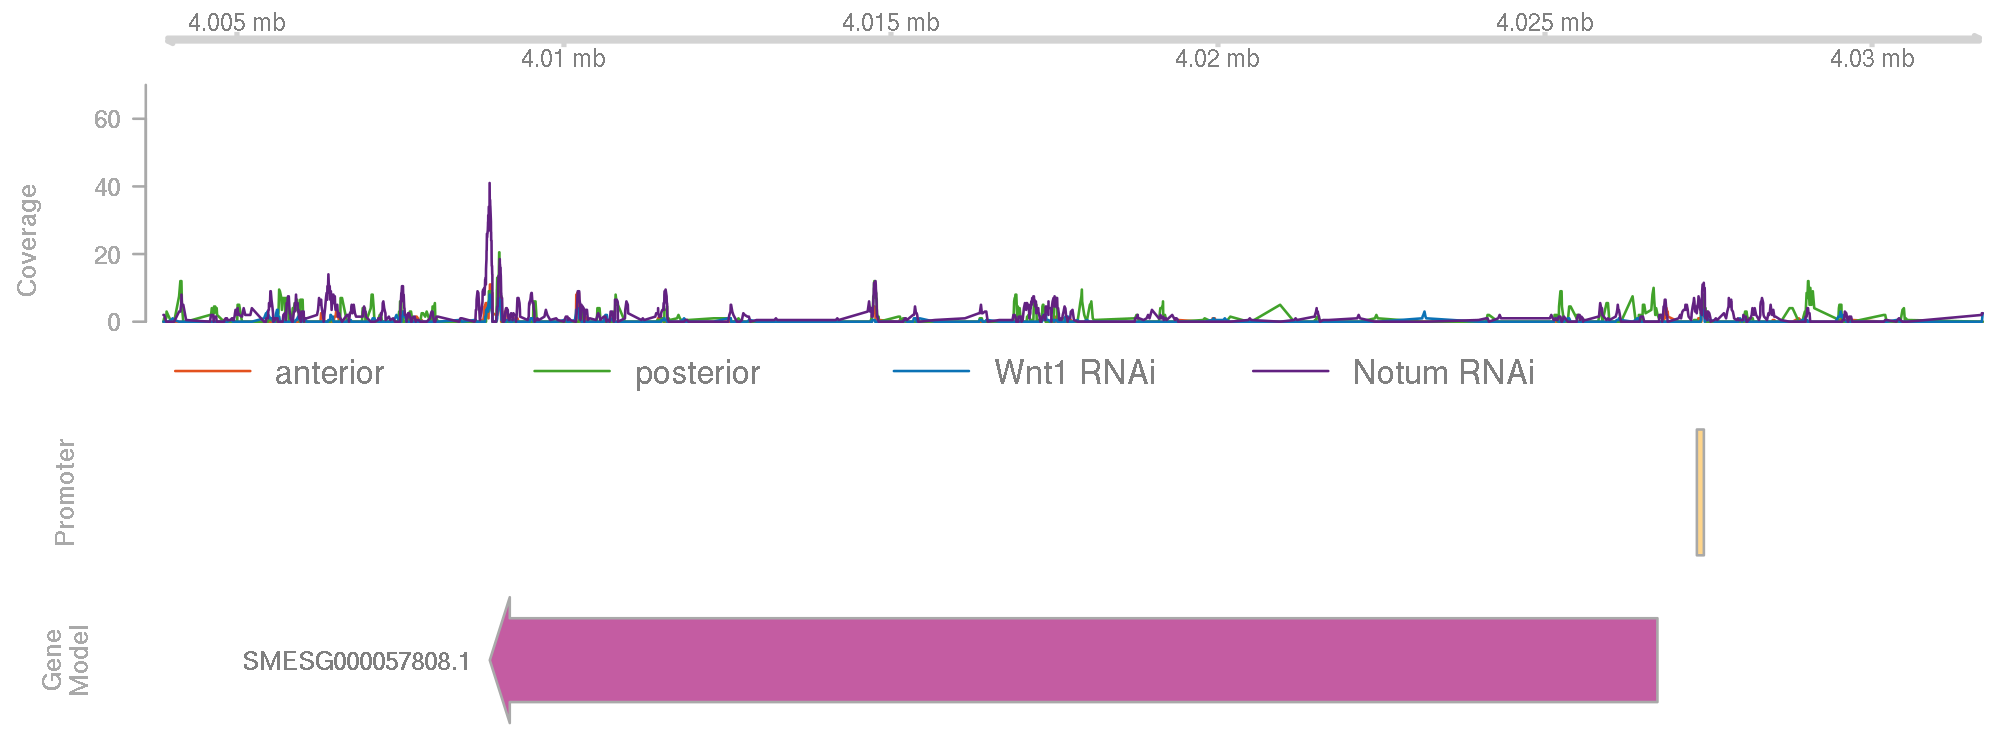 4.005 mb 4.015 mb 4.025 mb
4.01 mb 4.02 mb 4.03 mb
Coverage
60
40
20
0
anterior posterior Wnt1 RNAi Notum RNAi
Promoter
Gene
Model
SMESG000057808.1